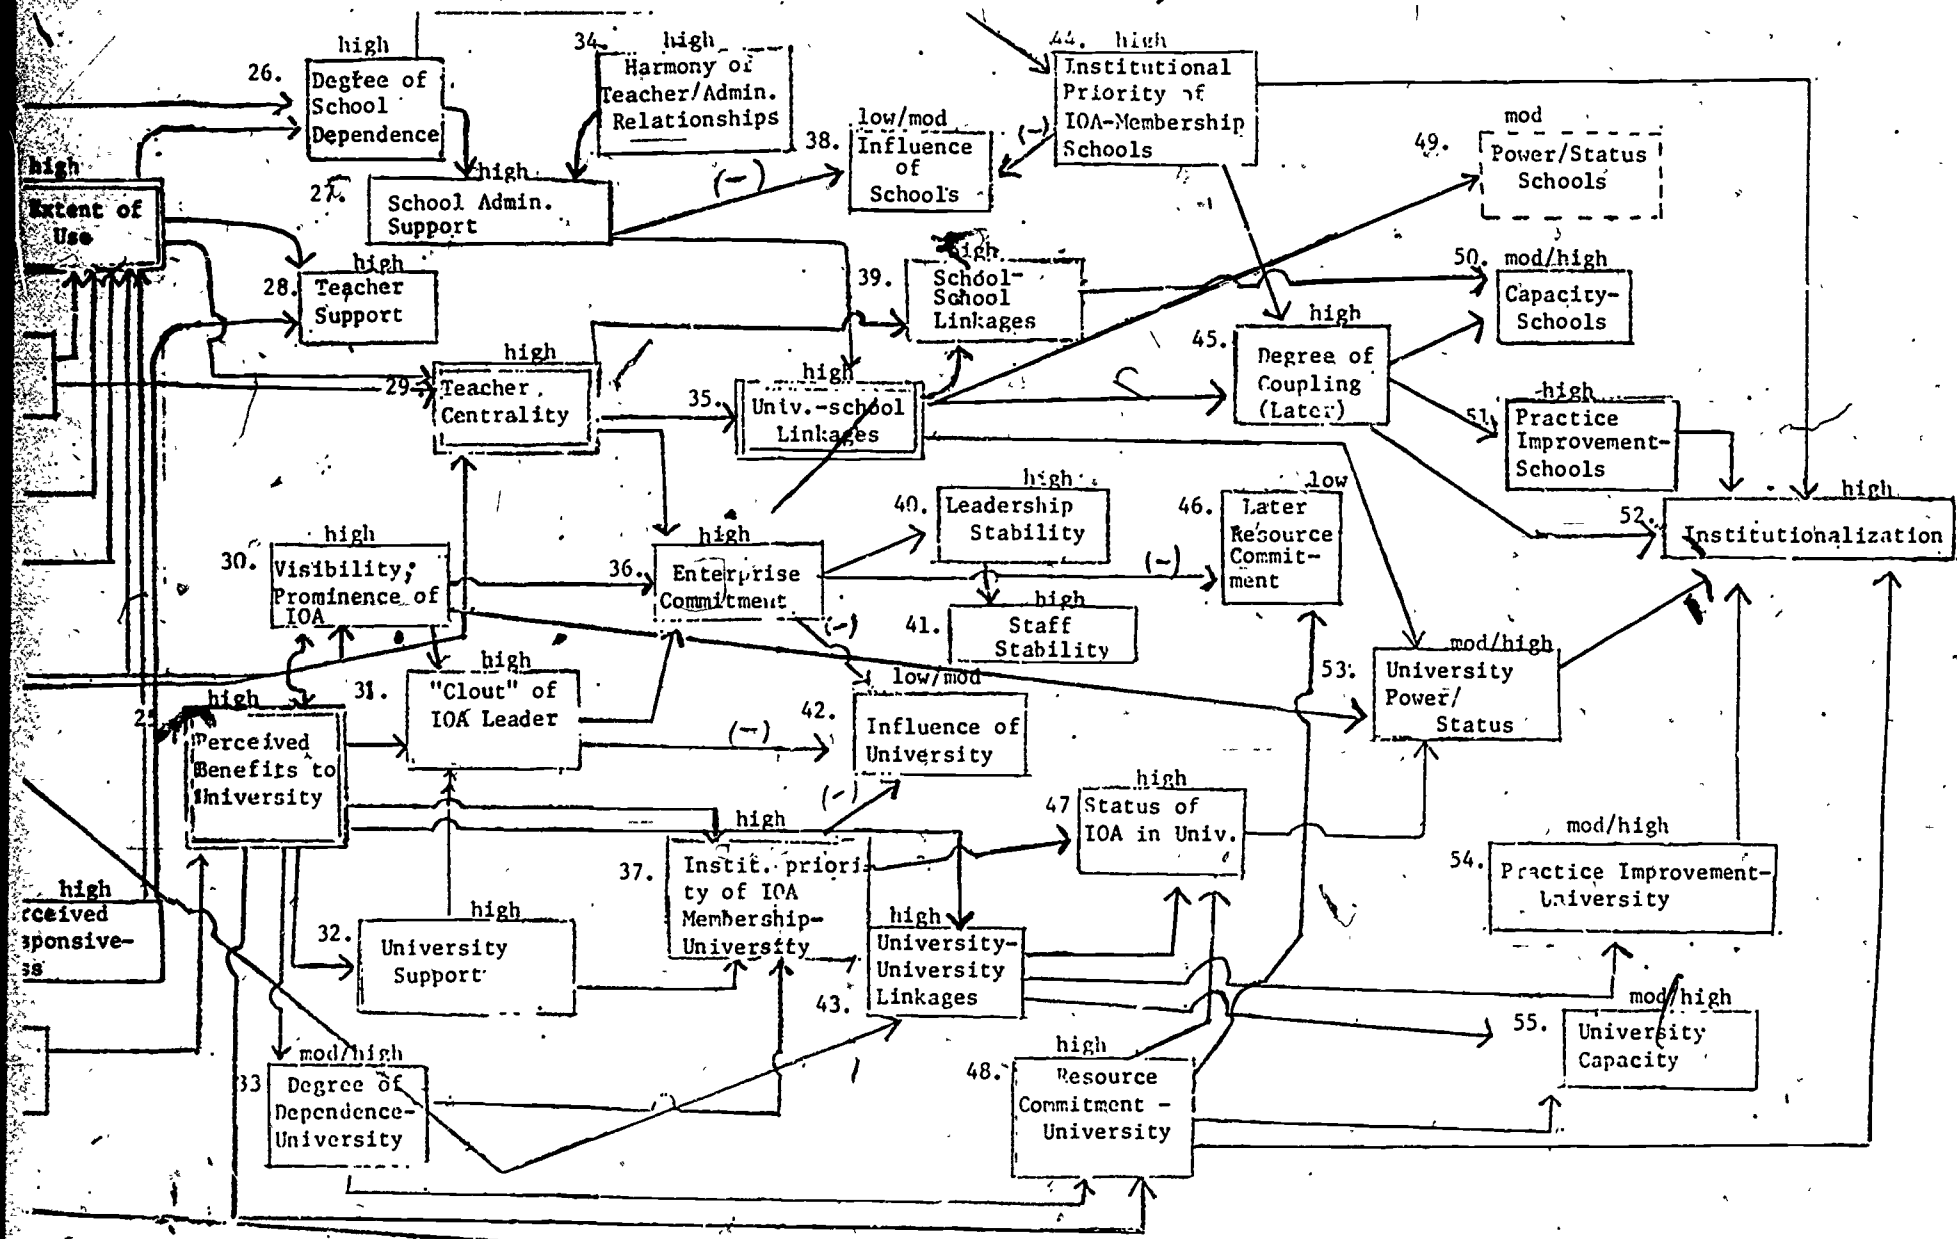 high
26.
Degree of
School
Dependence
34.
high
Harmony of
Teacher/Admin.
Relationships
44. high
Institutional
Priority of
IOA-Membership
Schools
high
Extent of
Use
27.
high
School Admin.
Support
(-)
38.
low/mod
Influence
of
Schools
(-)
49.
mod
Power/Status
Schools
28.
high
Teacher
Support
39.
high
School-
School
Linkages
50. mod/high
Capacity-
Schools
29.
high
Teacher
Centrality
35.
high
Univ.-school
Linkages
45.
high
Degree of
Coupling
(Later)
51.
high
Practice
Improvement-
Schools
30.
high
Visibility,
Prominence of
IOA
36.
high
Enterprise
Commitment
40.
high
Leadership
Stability
(-)
46.
low
Later
Resource
Commit-
ment
52.
high
Institutionalization
31.
high
"Clout" of
IOA Leader
(-)
(-)
41.
high
Staff
Stability
42.
low/mod
Influence of
University
53.
mod/high
University
Power/
Status
high
Perceived
Benefits to
University
37.
high
Instit. priori-
ty of IOA
Membership-
University
(-)
47
high
Status of
IOA in Univ.
54.
mod/high
Practice Improvement-
University
high
rceived
sponsive-
ss
32.
high
University
Support
43.
high
University-
University
Linkages
55.
mod/high
University
Capacity
33
mod/high
Degree of
Dependence-
University
48.
high
Resource
Commitment -
University